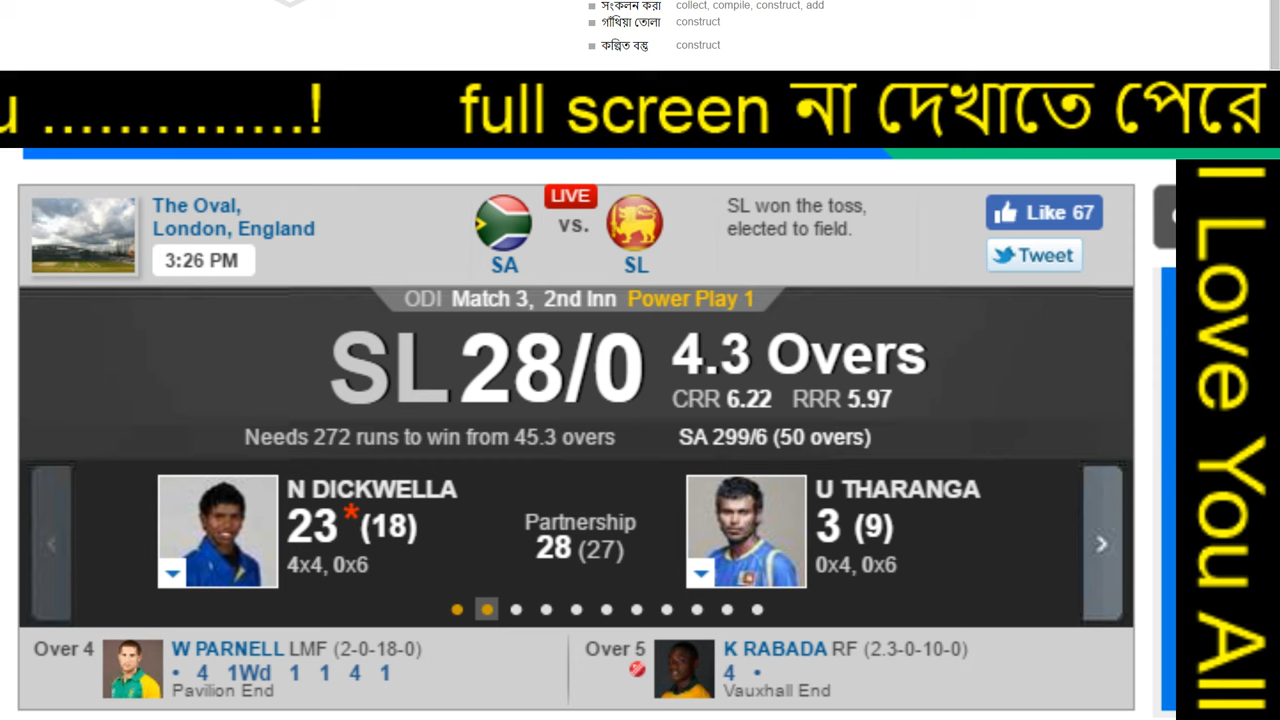 সংকলন করা collect, compile, construct, add
গাঁথিয়া তোলা construct
কল্পিত বস্তু construct
u ..............! full screen না দেখাতে পেরে
The Oval,
London, England
3:26 PM
LIVE
vs.
SA
SL
SL won the toss,
elected to field.
Like 67
Tweet
ODI Match 3, 2nd Inn Power Play 1
SL 28/0
4.3 Overs
CRR 6.22 RRR 5.97
Needs 272 runs to win from 45.3 overs
SA 299/6 (50 overs)
N DICKWELLA
23*(18)
4x4, 0x6
Partnership
28 (27)
U THARANGA
3 (9)
0x4, 0x6
Over 4
W PARNELL LMF (2-0-18-0)
• 4 1Wd 1 1 4 1
Pavilion End
Over 5
K RABADA RF (2.3-0-10-0)
4 •
Vauxhall End
I Love You All